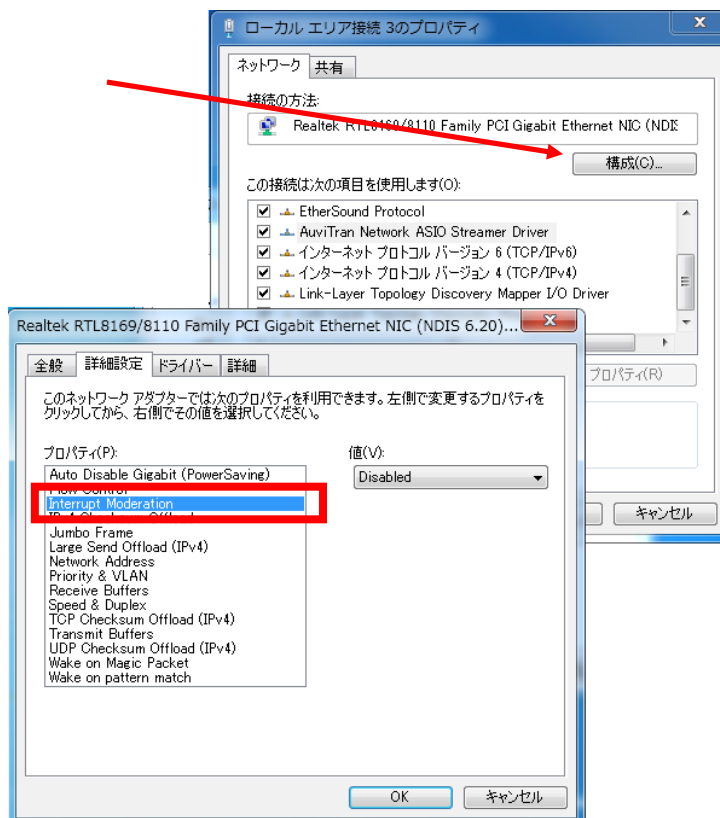 ローカル エリア接続 3のプロパティ
ネットワーク 共有
接続の方法:
Realtek RTL8169/8110 Family PCI Gigabit Ethernet NIC (NDIS
構成(C)...
この接続は次の項目を使用します(O):
EtherSound Protocol
AuviTran Network ASIO Streamer Driver
インターネット プロトコル バージョン 6 (TCP/IPv6)
インターネット プロトコル バージョン 4 (TCP/IPv4)
Link-Layer Topology Discovery Mapper I/O Driver
プロパティ(R)
キャンセル
Realtek RTL8169/8110 Family PCI Gigabit Ethernet NIC (NDIS 6.20)...
全般 詳細設定 ドライバー 詳細
このネットワーク アダプターでは次のプロパティを利用できます。左側で変更するプロパティを
クリックしてから、右側でその値を選択してください。
プロパティ(P):
値(V):
Auto Disable Gigabit (PowerSaving)
Disabled
Flow Control
Interrupt Moderation
IPv4 Checksum Offload
Jumbo Frame
Large Send Offload (IPv4)
Network Address
Priority & VLAN
Receive Buffers
Speed & Duplex
TCP Checksum Offload (IPv4)
Transmit Buffers
UDP Checksum Offload (IPv4)
Wake on Magic Packet
Wake on pattern match
OK
キャンセル